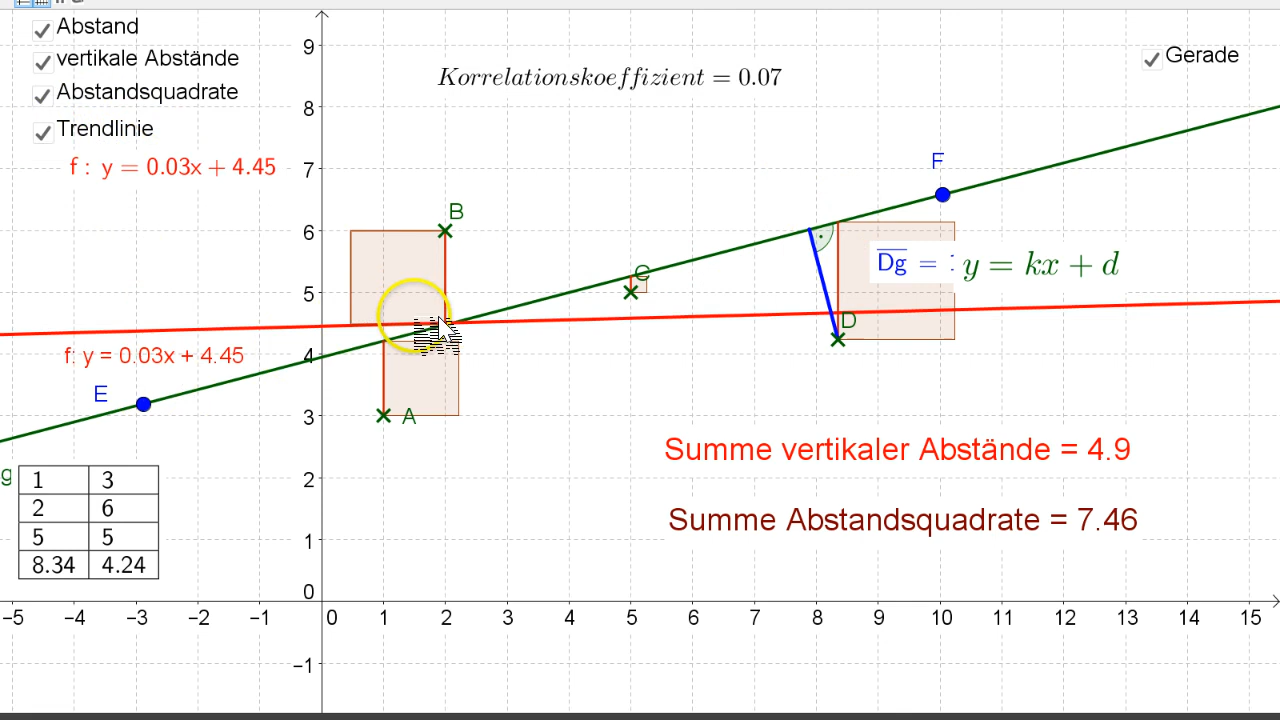 Abstand
vertikale Abstände
Abstandsquadrate
Trendlinie
f : y = 0.03x + 4.45
Korrelationskoeffizient = 0.07
Gerade
9
8
7
6
5
4
3
2
1
0
−1
F
B
C
Dg = :
y = kx + d
D
f: y = 0.03x + 4.45
E
A
Summe vertikaler Abstände = 4.9
g
1 3
2 6
5 5
8.34 4.24
Summe Abstandsquadrate = 7.46
−5 −4 −3 −2 −1 0 1 2 3 4 5 6 7 8 9 10 11 12 13 14 15